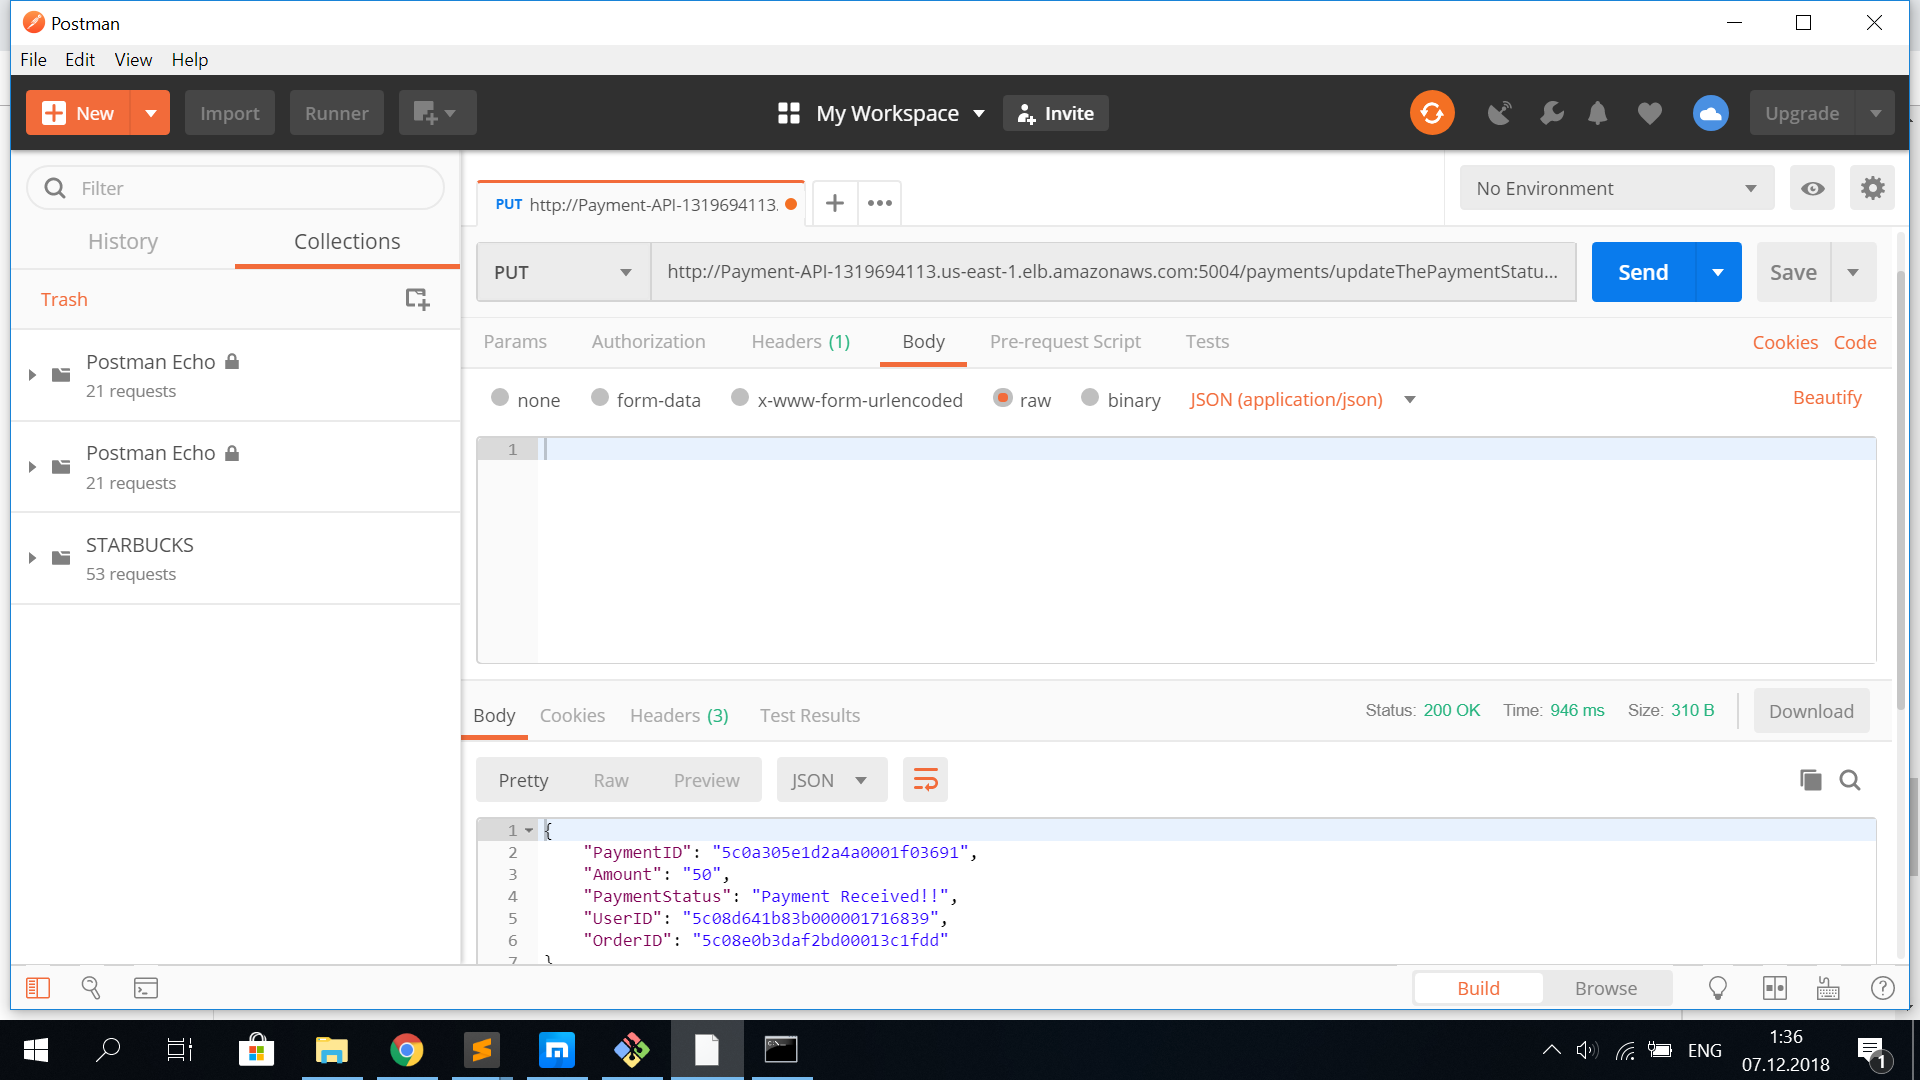 Postman
File Edit View Help
New Import Runner My Workspace Invite Upgrade
Filter
History Collections
Trash
Postman Echo
21 requests
Postman Echo
21 requests
STARBUCKS
53 requests
PUT http://Payment-API-1319694113. No Environment
PUT http://Payment-API-1319694113.us-east-1.elb.amazonaws.com:5004/payments/updateThePaymentStatu... Send Save
Params Authorization Headers (1) Body Pre-request Script Tests Cookies Code
none form-data x-www-form-urlencoded raw binary JSON (application/json) Beautify
1
Body Cookies Headers (3) Test Results Status: 200 OK Time: 946 ms Size: 310 B Download
Pretty Raw Preview JSON
1 {
2 "PaymentID": "5c0a305e1d2a4a0001f03691",
3 "Amount": "50",
4 "PaymentStatus": "Payment Received!!",
5 "UserID": "5c08d641b83b000001716839",
6 "OrderID": "5c08e0b3daf2bd00013c1fdd"
7 }
Build Browse
ENG
1:36
07.12.2018
1